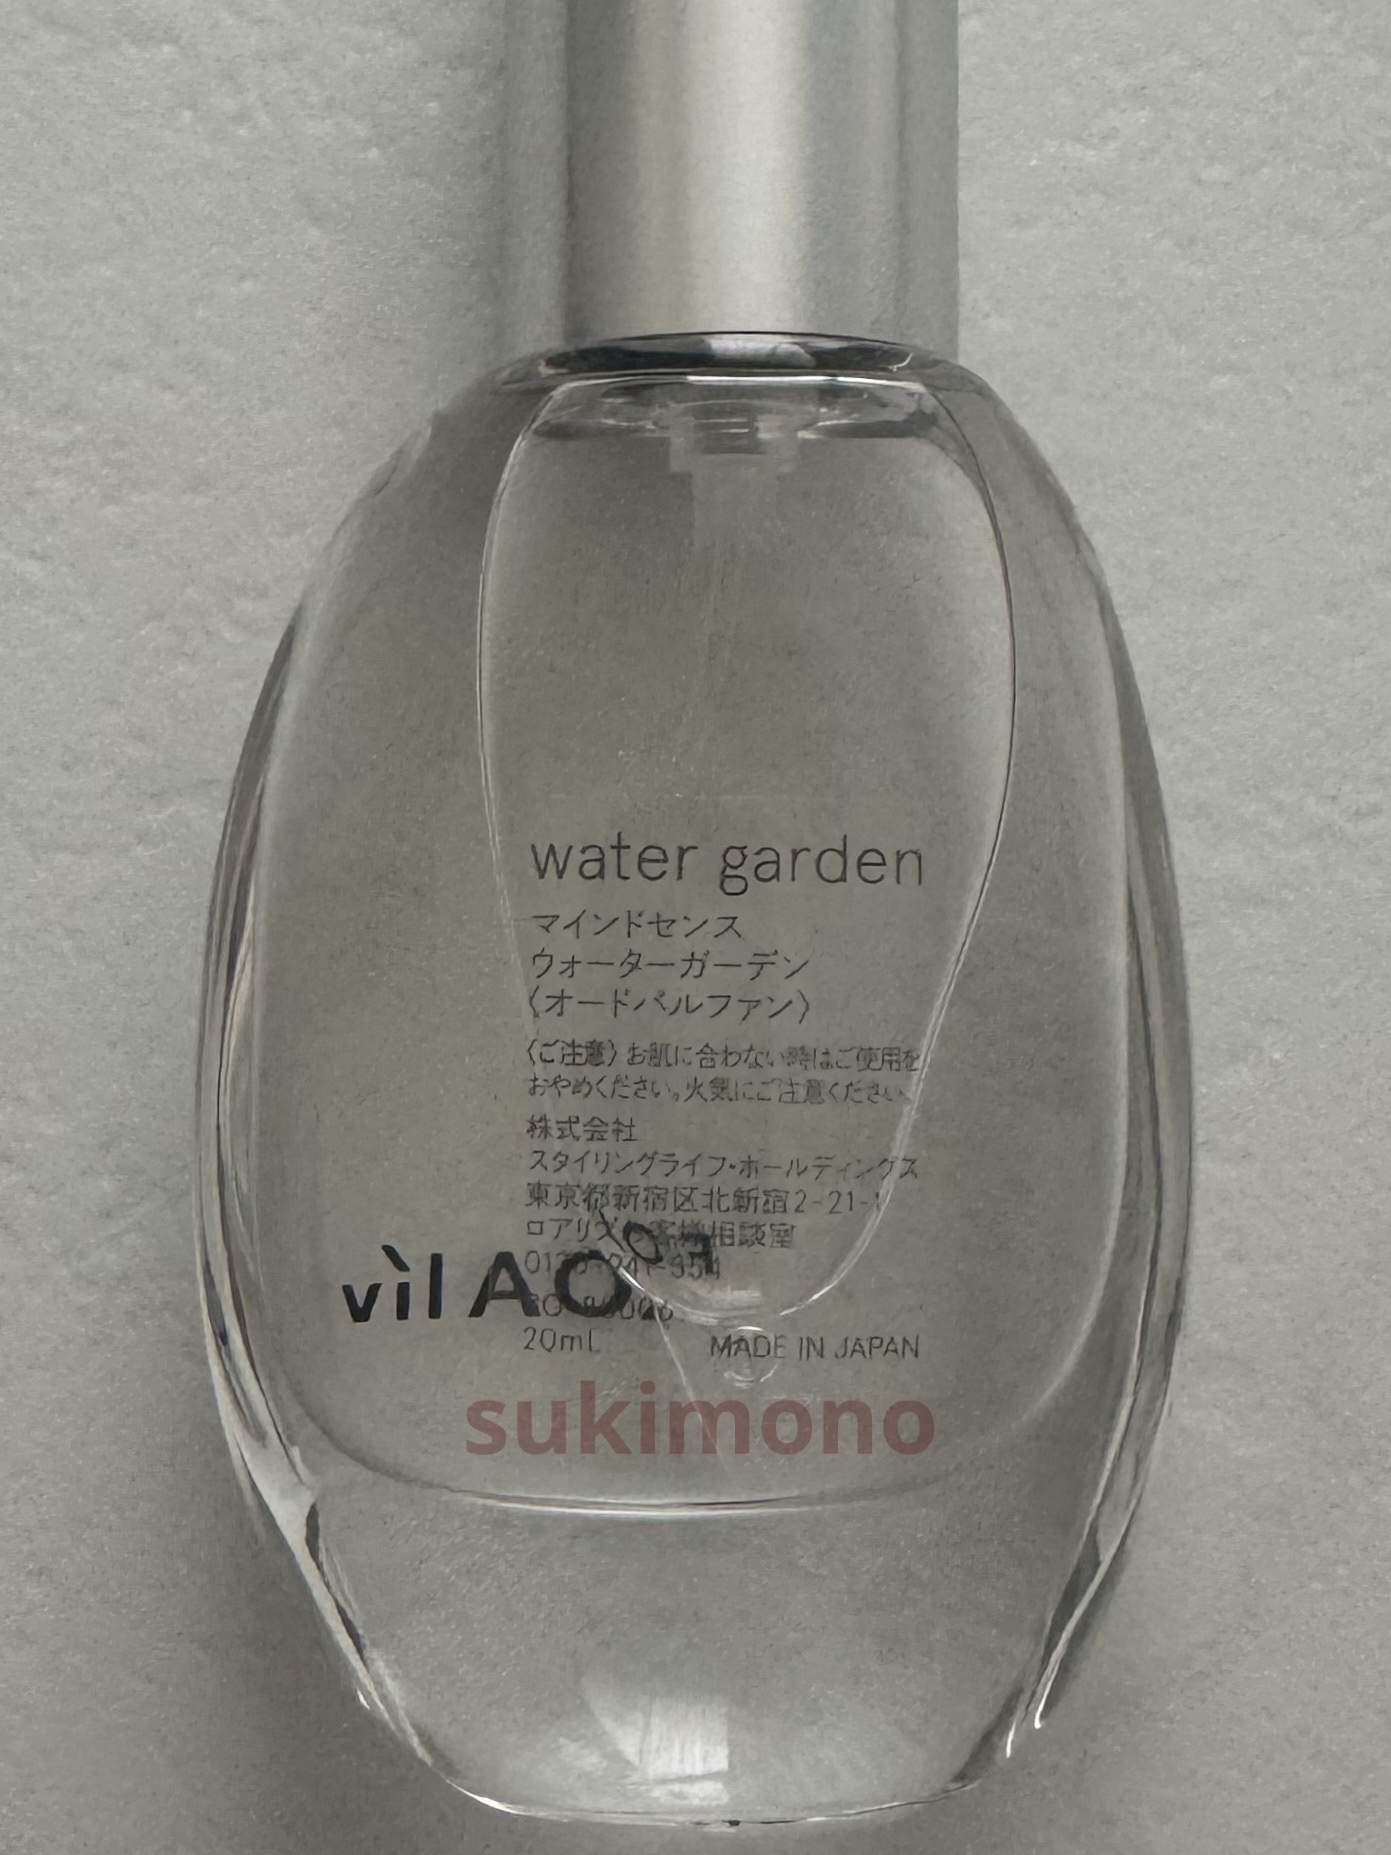 water garden
マインドセンス
ウォーターガーデン
〈オードパルファン〉
〈ご注意〉お肌に合わない時はご使用を
おやめください。火気にご注意ください。
株式会社
スタイリングライフ・ホールディングス
東京都新宿区北新宿2-21-1
vìl AO
20mL MADE IN JAPAN
sukimono